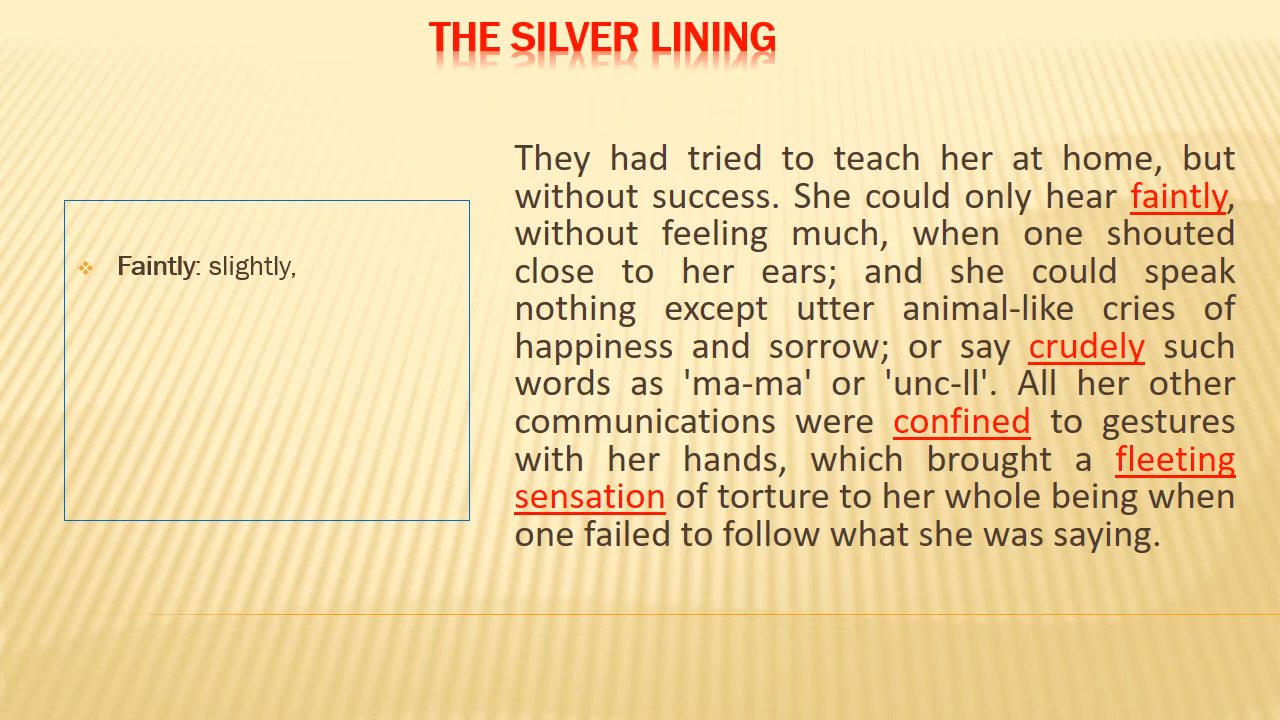 THE SILVER LINING
Faintly: slightly,
They had tried to teach her at home, but
without success. She could only hear faintly,
without feeling much, when one shouted
close to her ears; and she could speak
nothing except utter animal-like cries of
happiness and sorrow; or say crudely such
words as 'ma-ma' or 'unc-ll'. All her other
communications were confined to gestures
with her hands, which brought a fleeting
sensation of torture to her whole being when
one failed to follow what she was saying.